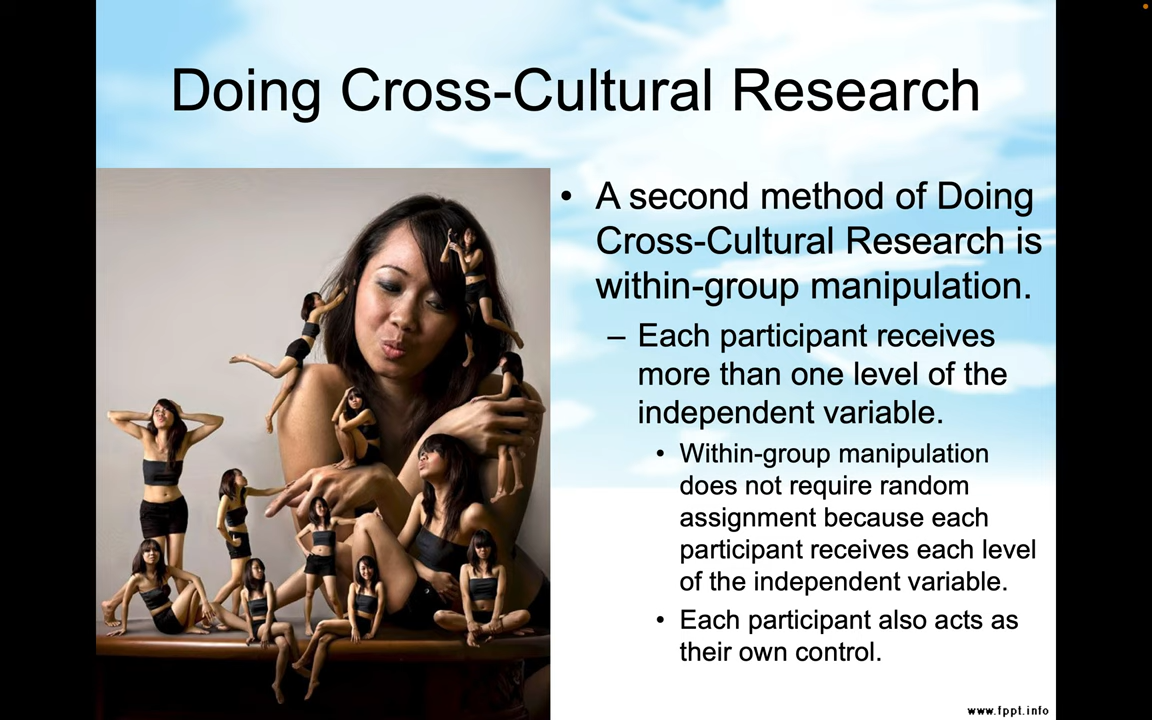 Doing Cross-Cultural Research
• A second method of Doing
Cross-Cultural Research is
within-group manipulation.
– Each participant receives
more than one level of the
independent variable.
• Within-group manipulation
does not require random
assignment because each
participant receives each level
of the independent variable.
• Each participant also acts as
their own control.
www.fppt.info